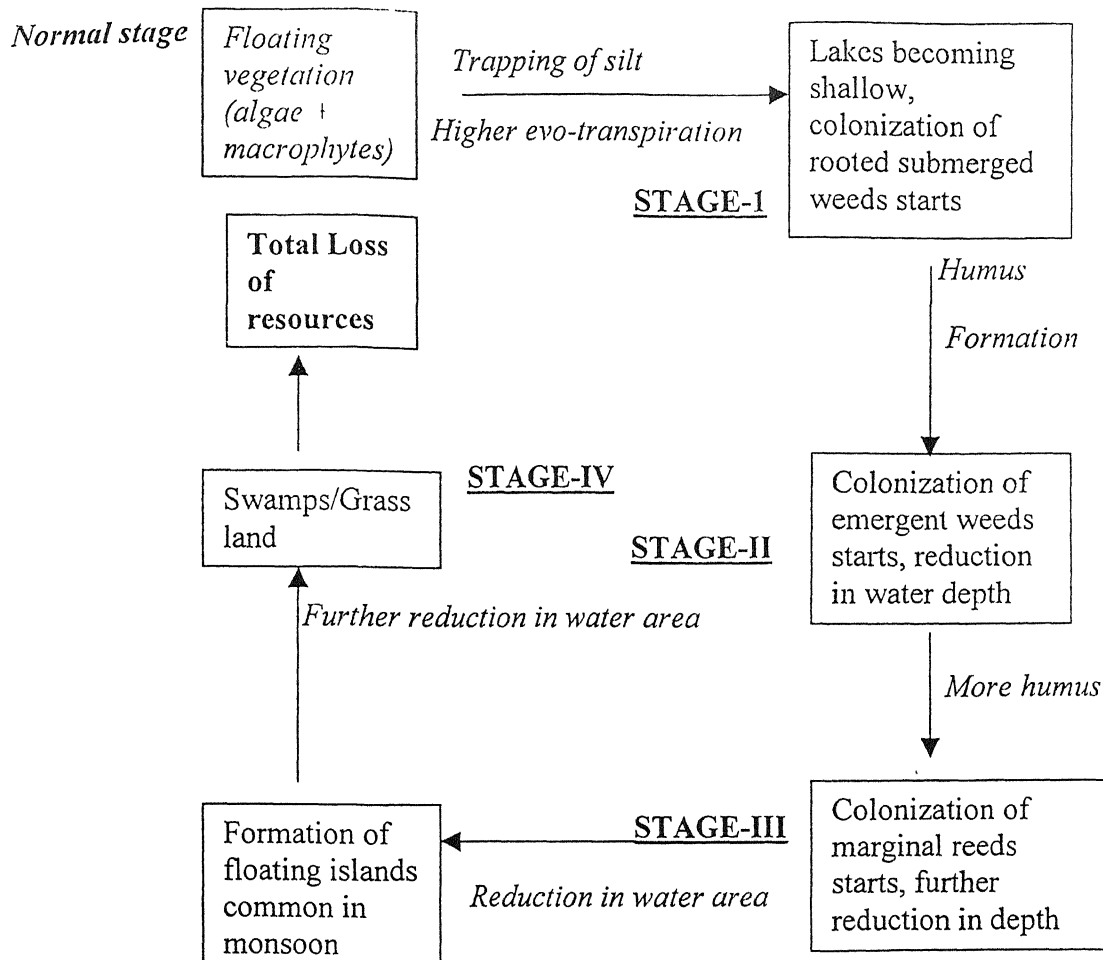 Normal stage
Floating
vegetation
(algae +
macrophytes)
Trapping of silt
Higher evo-transpiration
Lakes becoming
shallow,
colonization of
rooted submerged
weeds starts
STAGE-1
Humus
Formation
Colonization of
emergent weeds
starts, reduction
in water depth
STAGE-II
More humus
Colonization of
marginal reeds
starts, further
reduction in depth
STAGE-III
Reduction in water area
Formation of
floating islands
common in
monsoon
Further reduction in water area
Swamps/Grass
land
STAGE-IV
Total Loss
of
resources